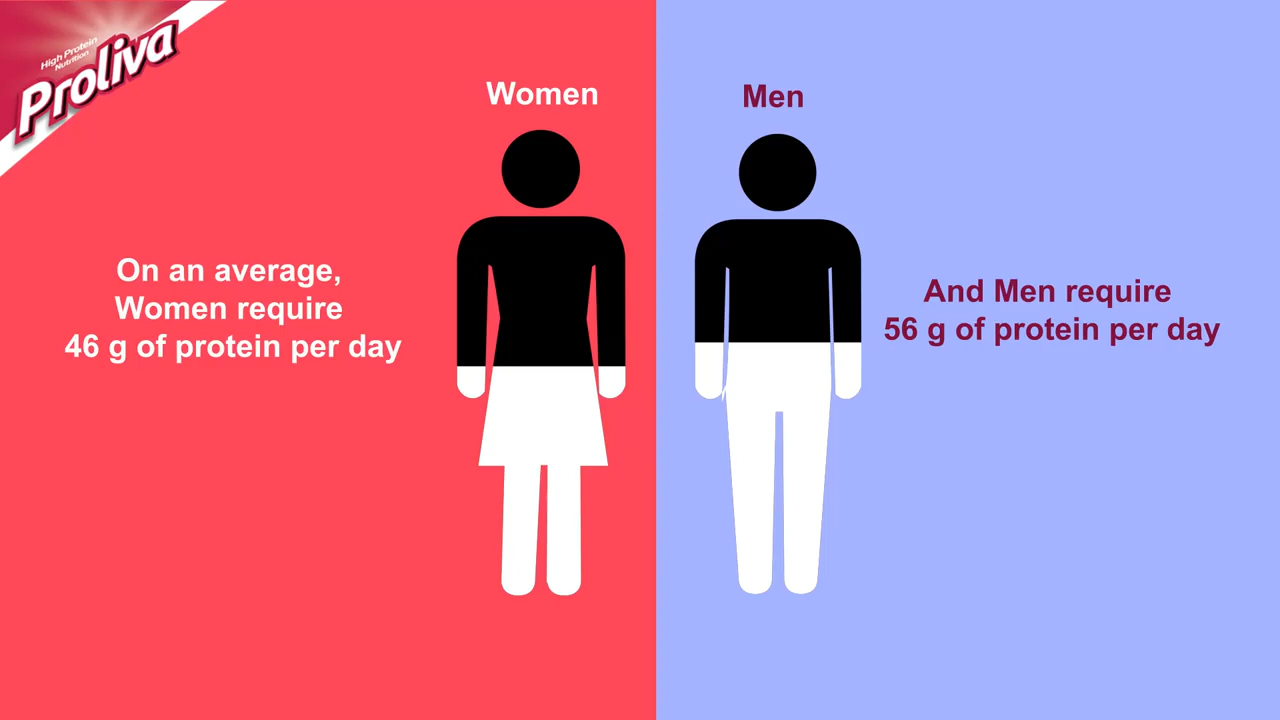 High Protein
Nutrition
Proliva
Women
On an average,
Women require
46 g of protein per day
Men
And Men require
56 g of protein per day